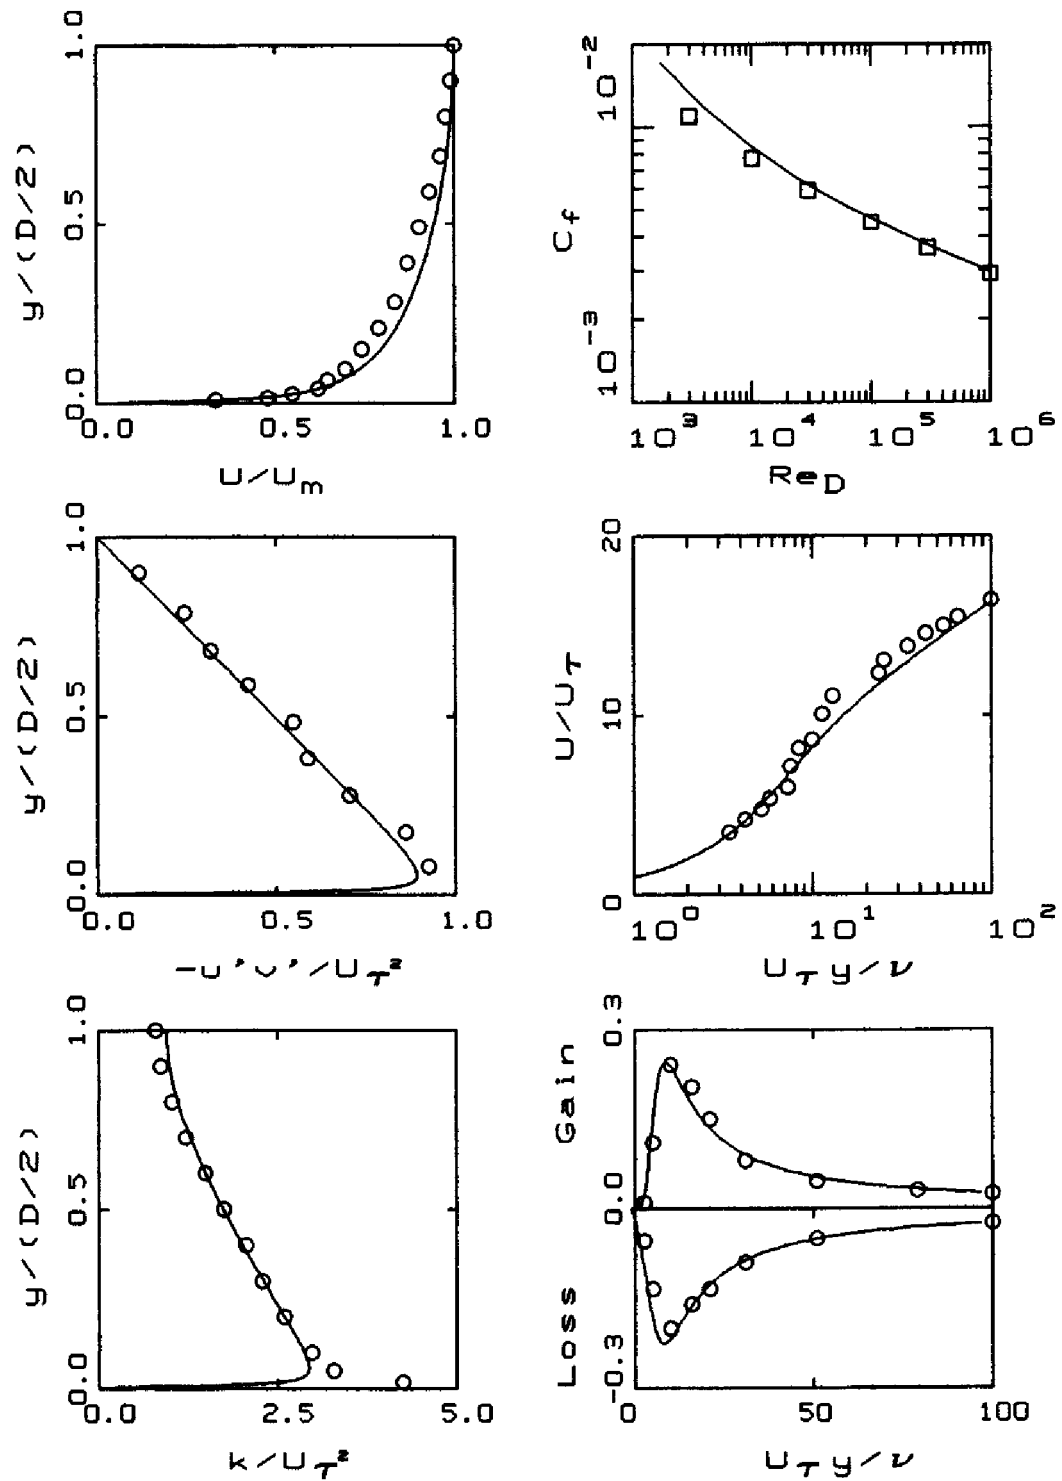 1.0
0.5
0.0
y/(D/2)
0.0 0.5 1.0
U/Um
10⁻²
10⁻³
Cf
10³ 10⁴ 10⁵ 10⁶
ReD
1.0
0.5
0.0
y/(D/2)
0.0 0.5 1.0
-u'v'/Uτ²
20
10
0
U/Uτ
10⁰ 10¹ 10²
Uτy/ν
1.0
0.5
0.0
y/(D/2)
0.0 2.5 5.0
k/Uτ²
0.3
0.0
-0.3
Loss Gain
0 50 100
Uτy/ν